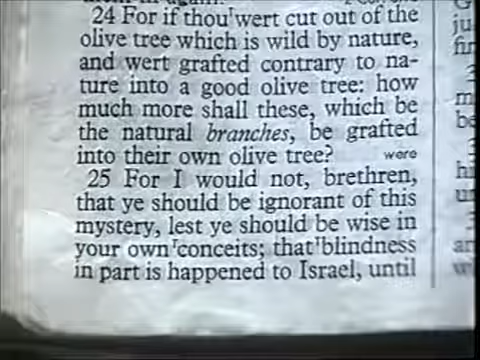 24 For if thou wert cut out of the
olive tree which is wild by nature,
and wert grafted contrary to na-
ture into a good olive tree: how
much more shall these, which be
the natural branches, be grafted
into their own olive tree? were
25 For I would not, brethren,
that ye should be ignorant of this
mystery, lest ye should be wise in
your own conceits; that blindness
in part is happened to Israel, until